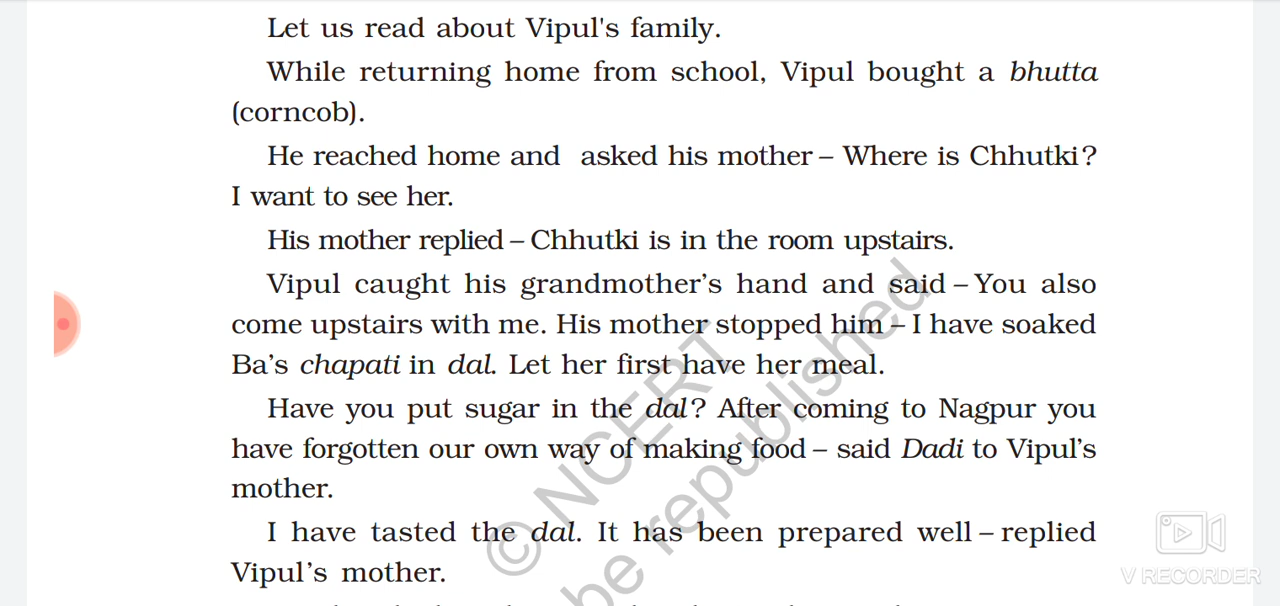 Let us read about Vipul's family.
While returning home from school, Vipul bought a bhutta
(corncob).
He reached home and asked his mother – Where is Chhutki?
I want to see her.
His mother replied – Chhutki is in the room upstairs.
Vipul caught his grandmother’s hand and said – You also
come upstairs with me. His mother stopped him – I have soaked
Ba’s chapati in dal. Let her first have her meal.
Have you put sugar in the dal? After coming to Nagpur you
have forgotten our own way of making food – said Dadi to Vipul’s
mother.
I have tasted the dal. It has been prepared well – replied
Vipul’s mother.
© NCERT
be republished
V RECORDER